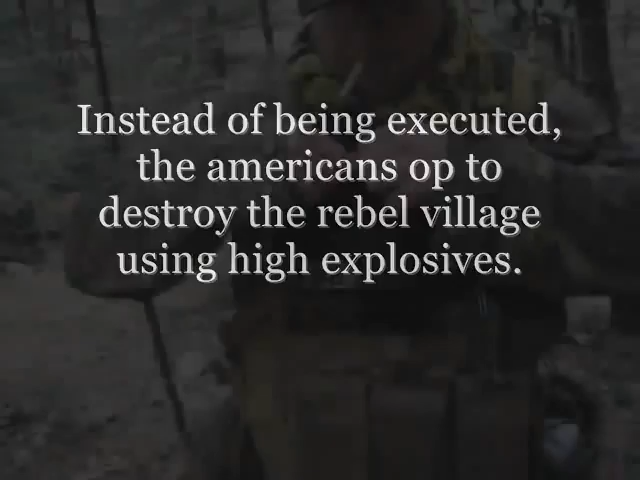 Instead of being executed,
the americans op to
destroy the rebel village
using high explosives.